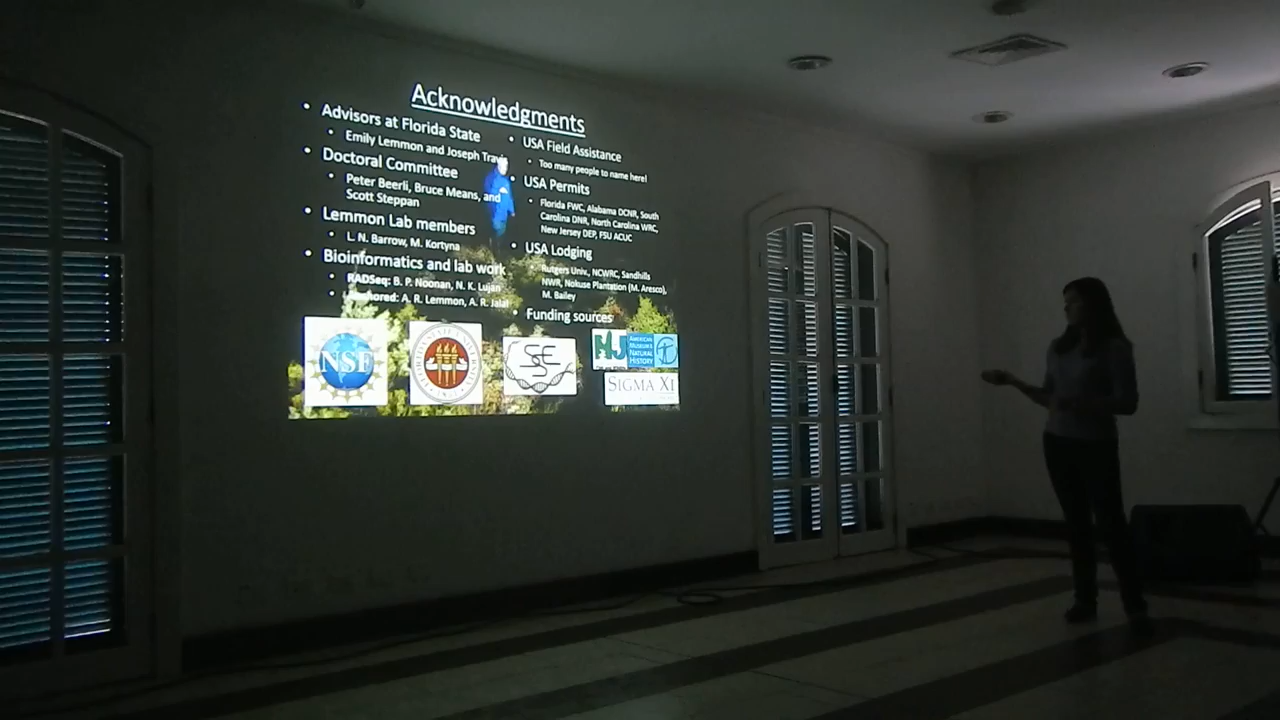 Acknowledgments
• Advisors at Florida State
• Emily Lemmon and Joseph
• Doctoral Committee
• Peter Beerli, Bruce Means, and
Scott Steppan
• Lemmon Lab members
• L. N. Barrow, M. Kortyna
• Bioinformatics and lab work
• RADSeq: B. P. Noonan, N. K. Lujan
• A. R. Lemmon, A. R.
• USA Field Assistance
• Too many people to name here!
• USA Permits
• Florida FWC, Alabama DCNR, South
Carolina DNR, North Carolina WRC,
New Jersey DEP, FSU ACUC
• USA Lodging
Rutgers Univ., NCWRC, Sandhills
NWR, Nokuse Plantation (M. Aresco),
M. Bailey
• Funding sources
NSF
SSE
AMERICAN
MUSEUM &
NATURAL
HISTORY
SIGMA XI